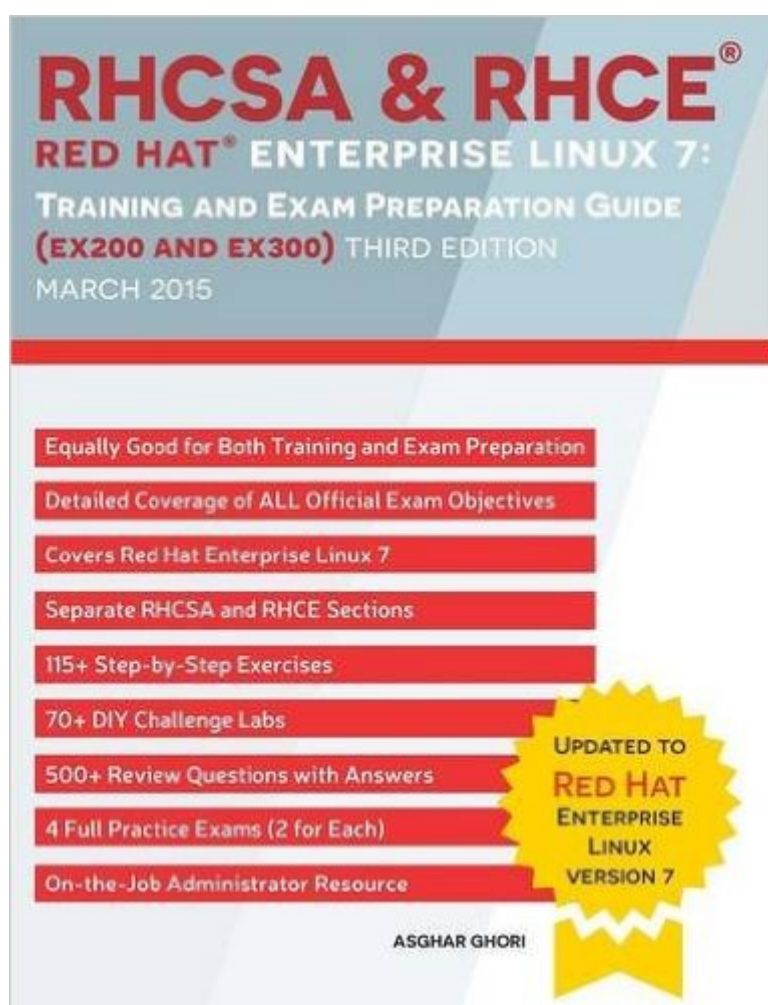 RHCSA & RHCE®
RED HAT® ENTERPRISE LINUX 7:
TRAINING AND EXAM PREPARATION GUIDE
(EX200 AND EX300) THIRD EDITION
MARCH 2015
Equally Good for Both Training and Exam Preparation
Detailed Coverage of ALL Official Exam Objectives
Covers Red Hat Enterprise Linux 7
Separate RHCSA and RHCE Sections
115+ Step-by-Step Exercises
70+ DIY Challenge Labs
500+ Review Questions with Answers
4 Full Practice Exams (2 for Each)
On-the-Job Administrator Resource
UPDATED TO
RED HAT
ENTERPRISE
LINUX
VERSION 7
ASGHAR GHORI